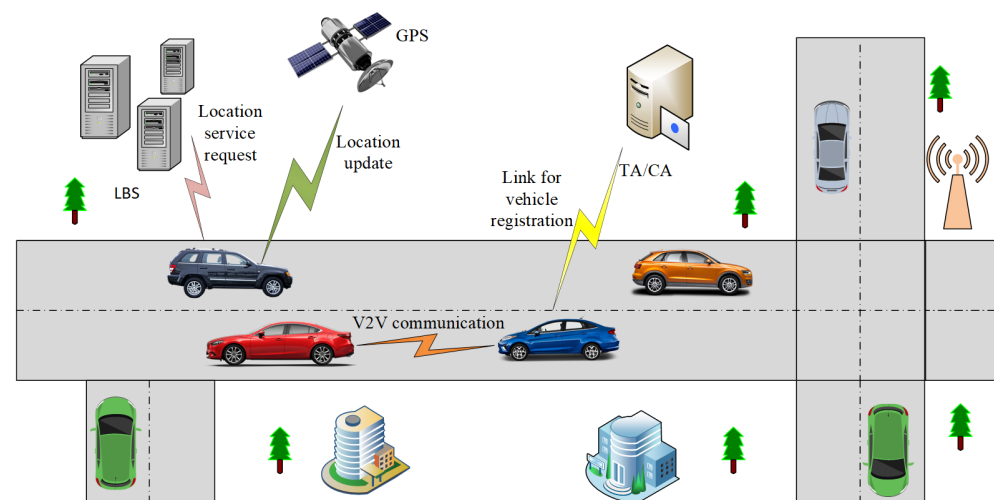 GPS
Location
service
request
Location
update
LBS
TA/CA
Link for
vehicle
registration
V2V communication